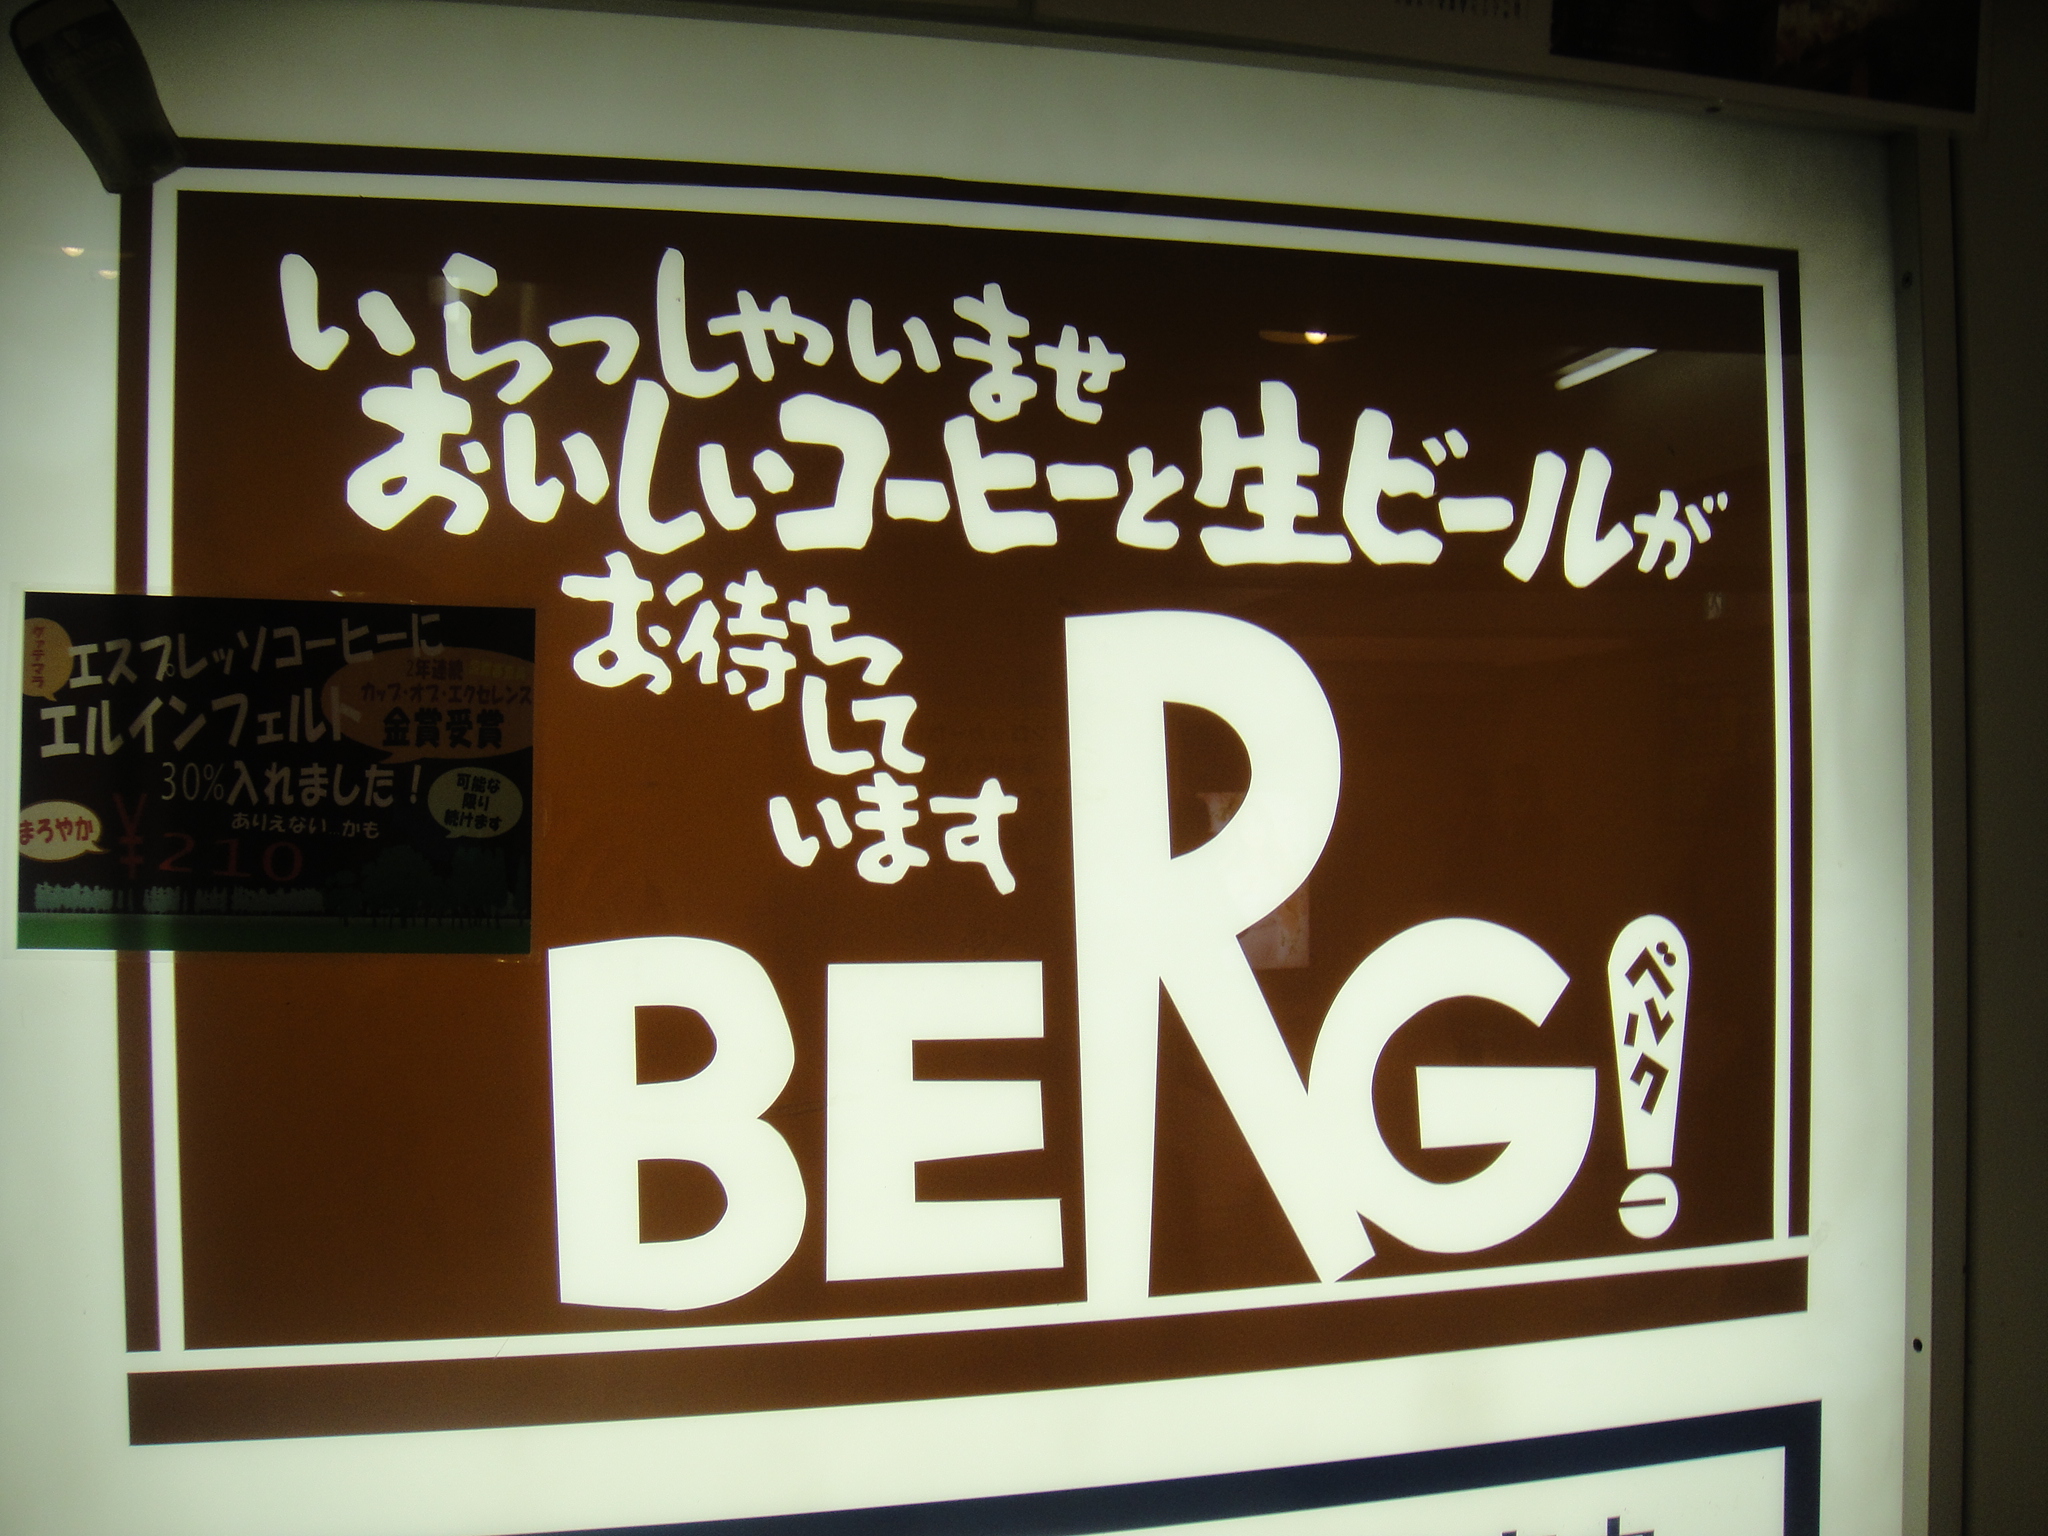 いらっしゃいませ
おいしいコーヒーと生ビールが
お待ち
して
います
BERG!
ベルク
グァテマラ
エスプレッソコーヒーに
エルインフェルト
2年連続
カップ・オブ・エクセレンス
金賞受賞
30%入れました!
可能な
限り
続けます
まろやか
ありえない…かも
¥210